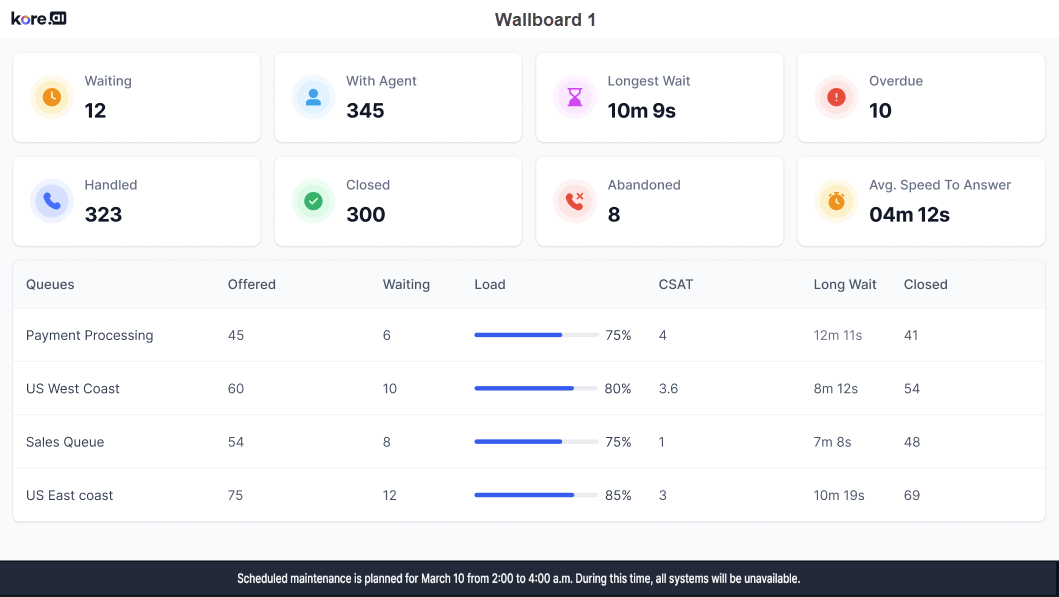 kore.ai
Wallboard 1
Waiting
12
With Agent
345
Longest Wait
10m 9s
Overdue
10
Handled
323
Closed
300
Abandoned
8
Avg. Speed To Answer
04m 12s
Queues Offered Waiting Load CSAT Long Wait Closed
Payment Processing 45 6 75% 4 12m 11s 41
US West Coast 60 10 80% 3.6 8m 12s 54
Sales Queue 54 8 75% 1 7m 8s 48
US East coast 75 12 85% 3 10m 19s 69
Scheduled maintenance is planned for March 10 from 2:00 to 4:00 a.m. During this time, all systems will be unavailable.